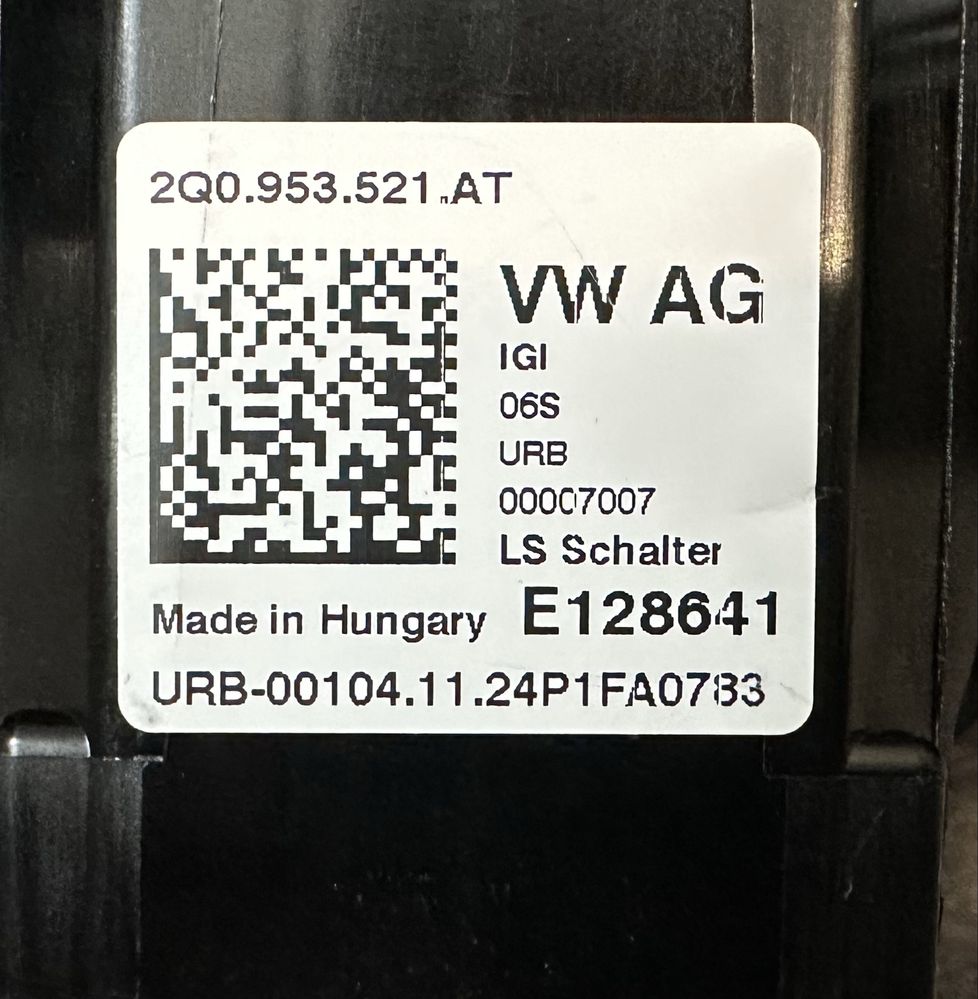 2Q0.953.521.AT
VW AG
IGI
06S
URB
00007007
LS Schalter
Made in Hungary E128641
URB-00104.11.24P1FA0783